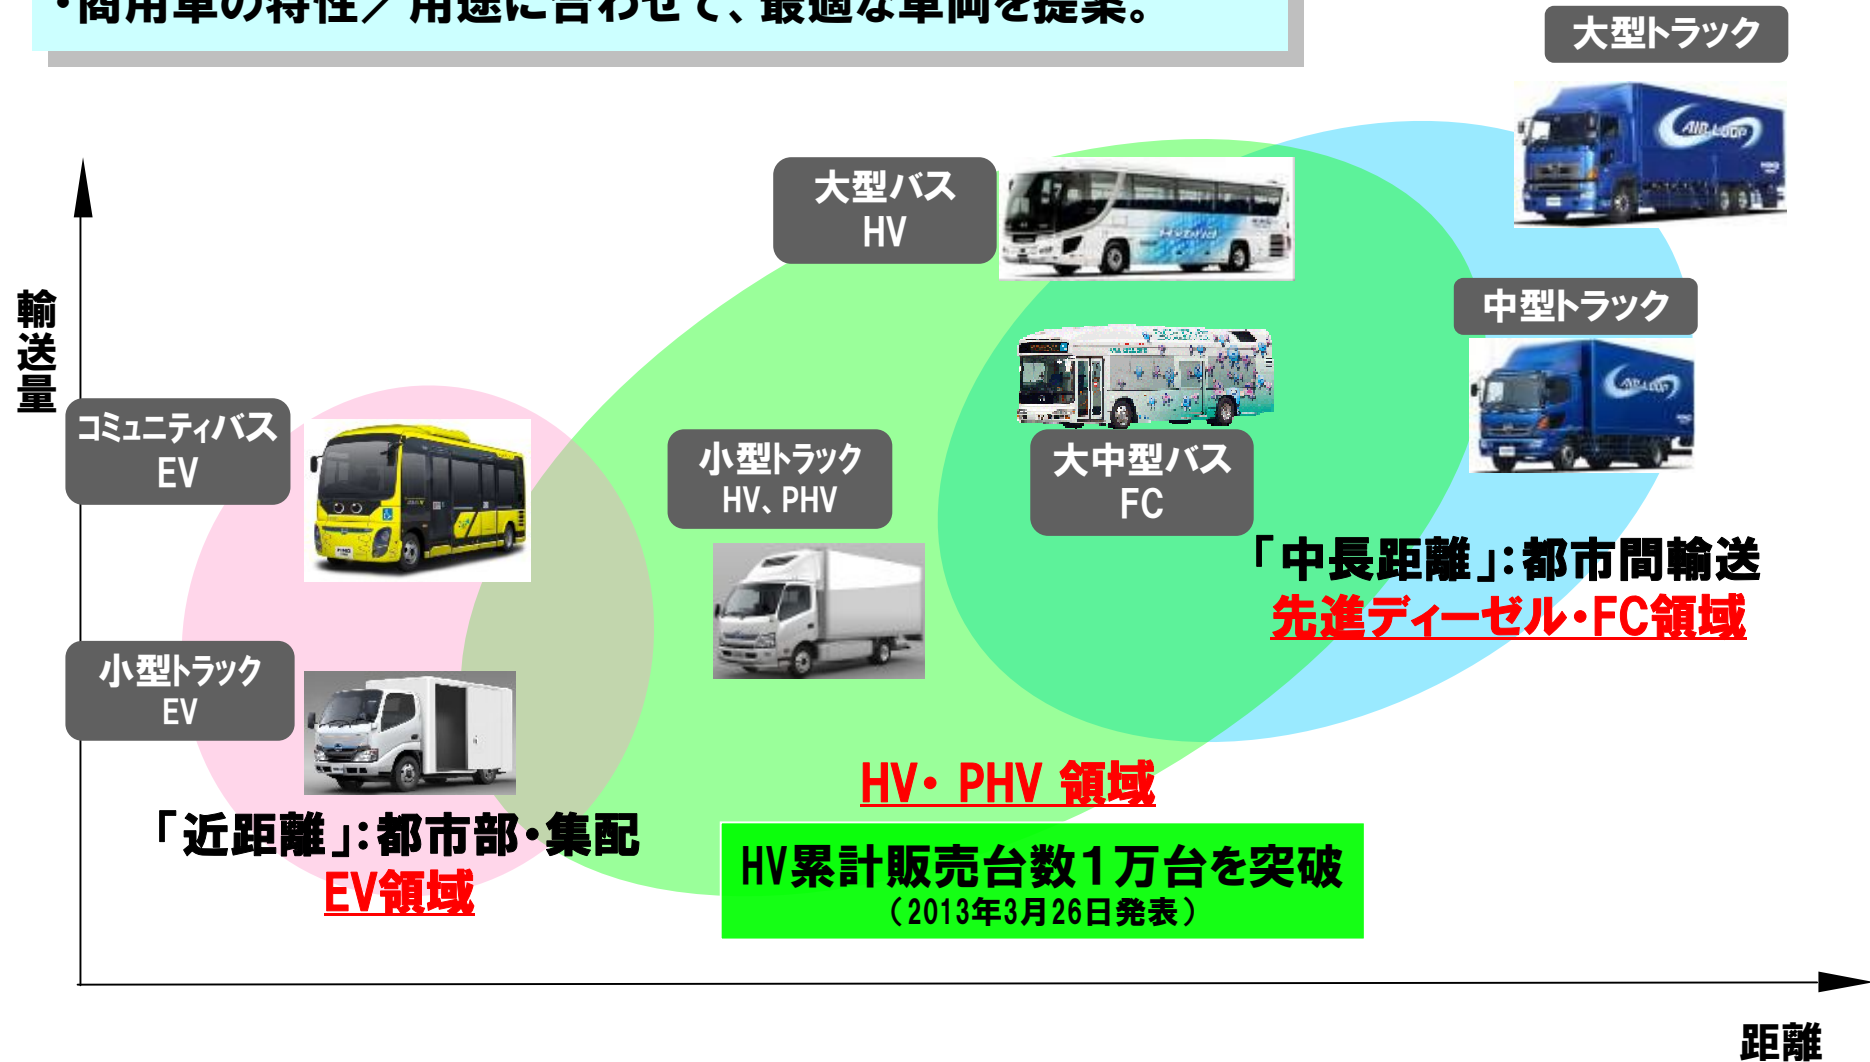 ・商用車の特性／用途に合わせて、最適な車両を提案。
大型トラック
AIR LOOP
大型バス
HV
Hybrid
輸送量
中型トラック
AIR LOOP
コミュニティバス
EV
小型トラック
HV、PHV
大中型バス
FC
「中長距離」：都市間輸送
先進ディーゼル・FC領域
小型トラック
EV
HV・ PHV 領域
「近距離」：都市部・集配
EV領域
HV累計販売台数１万台を突破
（2013年3月26日発表）
距離